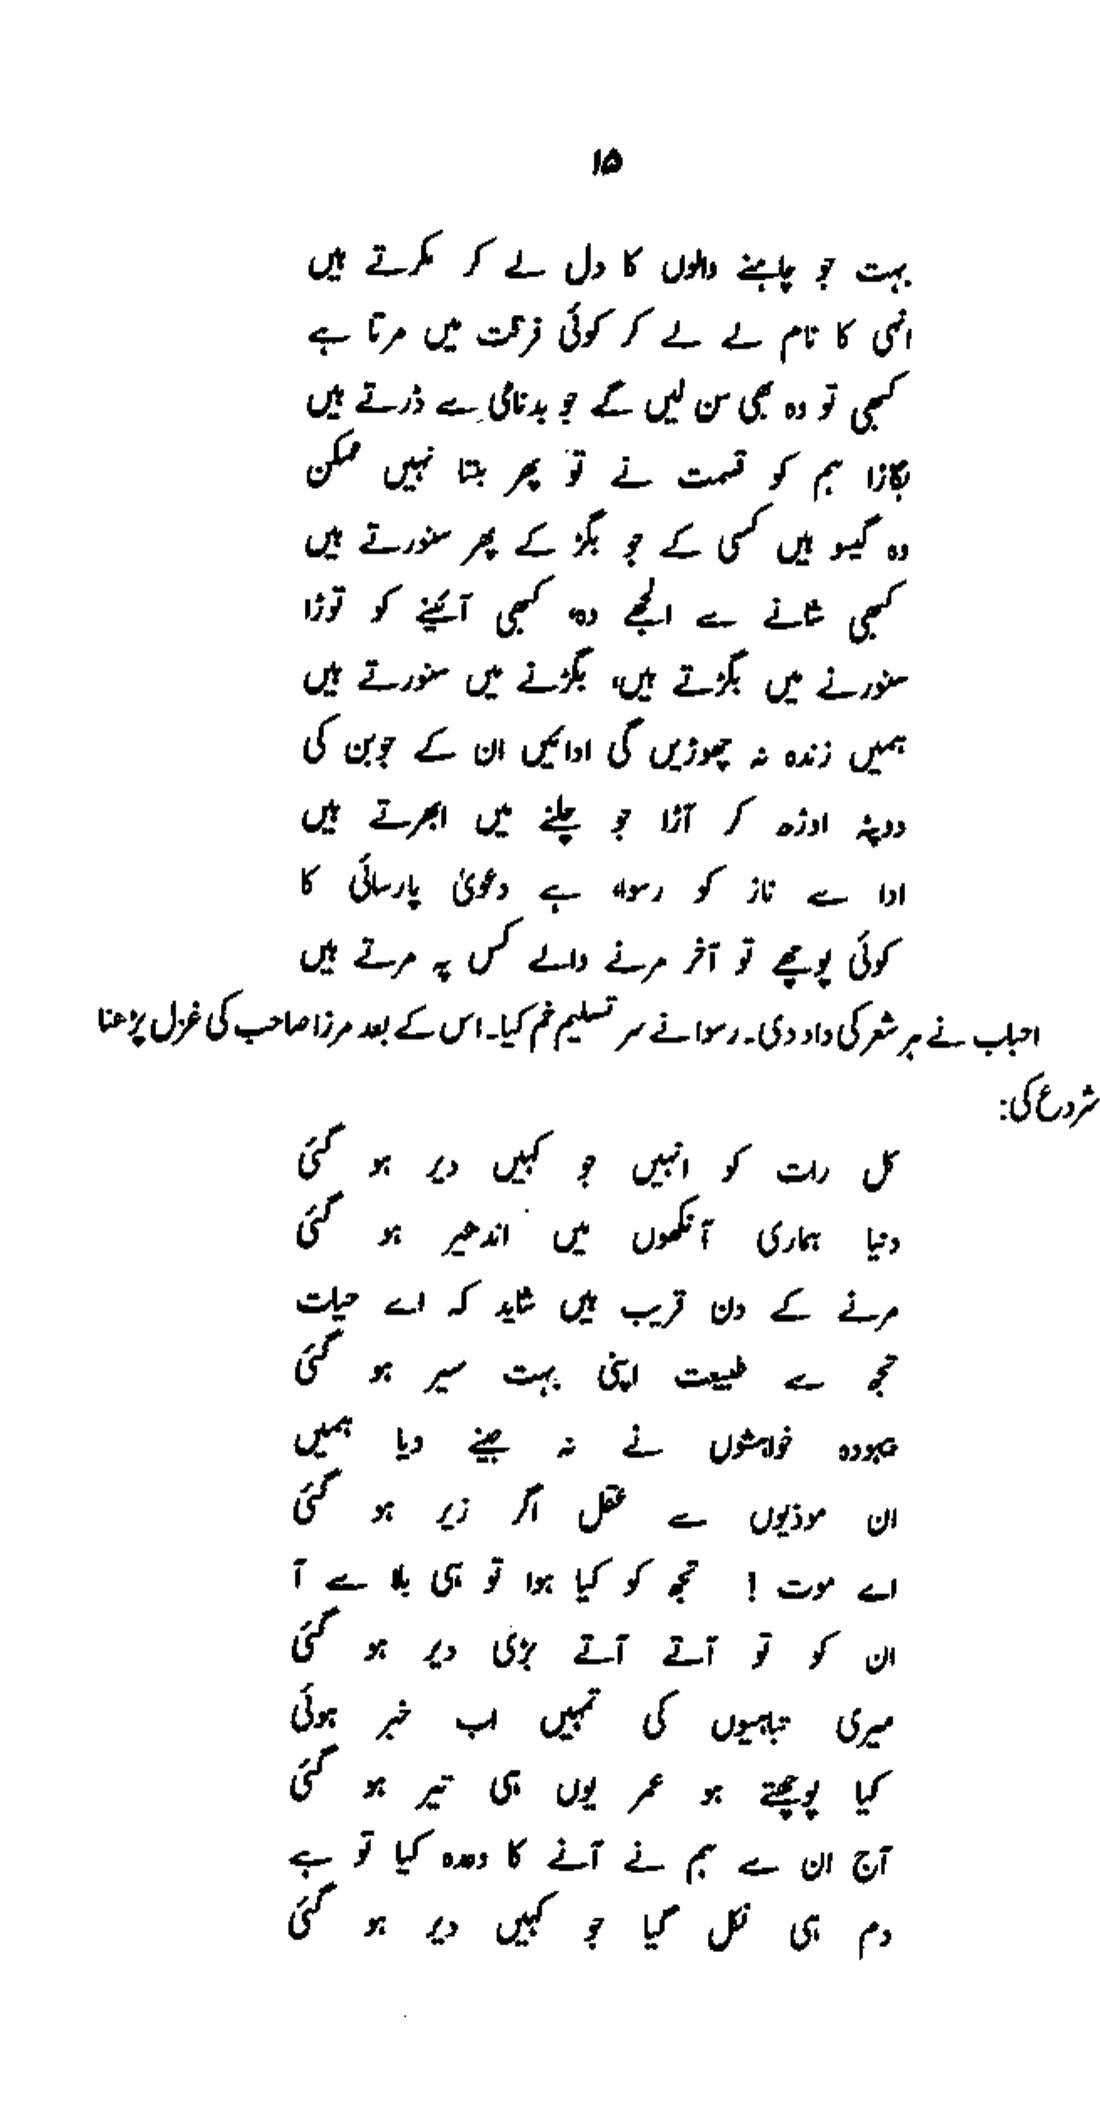 ۱۵
بہت جو چاہنے والوں کا دل لے کر مکرتے ہیں
انہی کا نام لے لے کر کوئی فرقت میں مرتا ہے
کبھی تو وہ بھی سن لیں گے جو بدنامی سے ڈرتے ہیں
بگاڑا ہم کو قسمت نے تو پھر بننا نہیں ممکن
وہ گیسو ہیں کسی کے جو بگڑ کے پھر سنورتے ہیں
کبھی شانے سے الجھے وہ، کبھی آئینے کو توڑا
سنورنے میں بگڑتے ہیں، بگڑنے میں سنورتے ہیں
ہمیں زندہ نہ چھوڑیں گی ادائیں ان کے جوبن کی
دوپٹہ اوڑھ کر آڑا جو چلنے میں ابھرتے ہیں
ادا سے ناز کو رسوا، ہے دعویٰ پارسائی کا
کوئی پوچھے تو آخر مرنے والے کس پہ مرتے ہیں
احباب نے ہر شعر کی داد دی۔ رسوا نے سر تسلیم خم کیا۔ اس کے بعد مرزا صاحب کی غزل پڑھنا
شروع کی:
کل رات کو انہیں جو کہیں دیر ہو گئی
دنیا ہماری آنکھوں میں اندھیر ہو گئی
مرنے کے دن قریب ہیں شاید کہ اے حیات
تجھ سے طبیعت اپنی بہت سیر ہو گئی
بیہودہ خواہشوں نے نہ جینے دیا ہمیں
ان موذیوں سے عقل اگر زیر ہو گئی
اے موت ! تجھ کو کیا ہوا تو ہی بلا سے آ
ان کو تو آتے آتے بڑی دیر ہو گئی
میری تباہیوں کی تمہیں اب خبر ہوئی
کیا پوچھتے ہو عمر یوں ہی تیر ہو گئی
آج ان سے ہم نے آنے کا وعدہ کیا تو ہے
دم ہی نکل گیا جو کہیں دیر ہو گئی